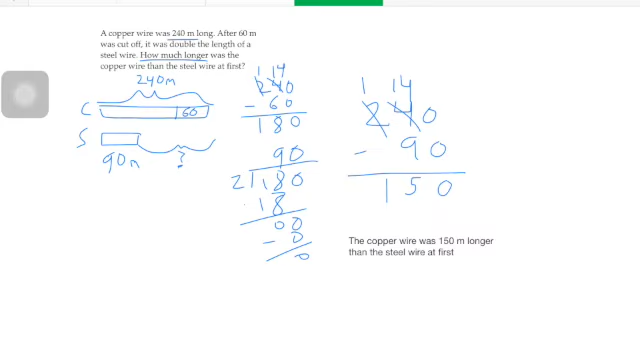 A copper wire was 240 m long. After 60 m
was cut off, it was double the length of a
steel wire. How much longer was the
copper wire than the steel wire at first?
240m
C 60
S
90m ?
1 14
240
- 60
180
90
2 180
18
00
- 0
0
1 14
240
- 90
150
The copper wire was 150 m longer
than the steel wire at first